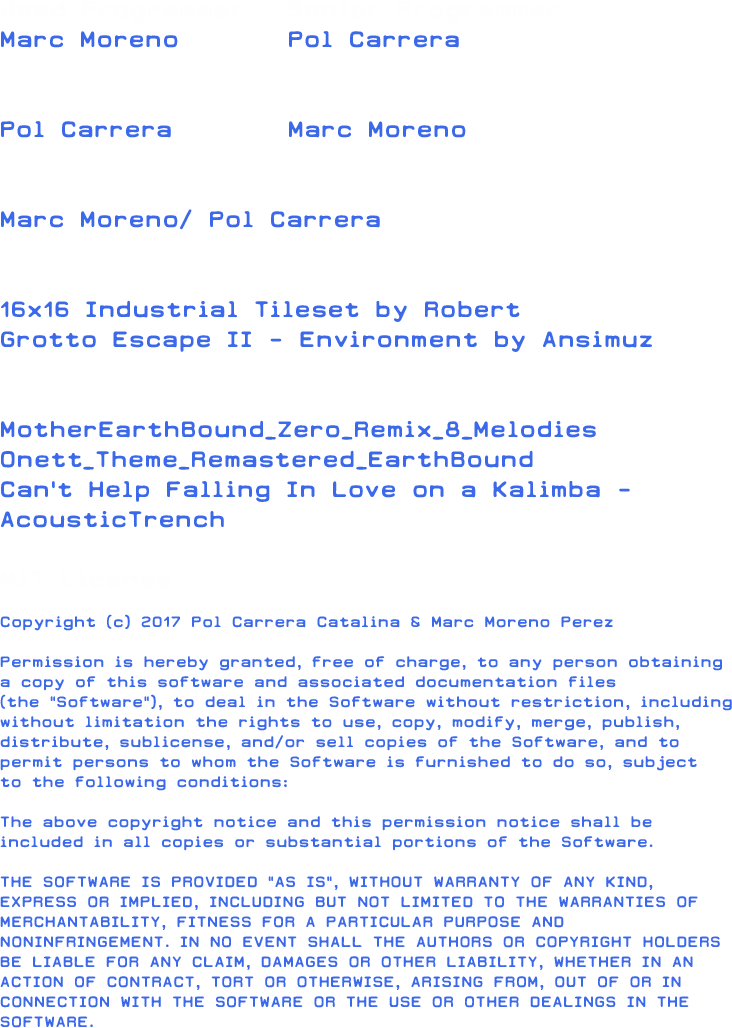 Marc Moreno Pol Carrera
Pol Carrera Marc Moreno
Marc Moreno/ Pol Carrera
16x16 Industrial Tileset by Robert
Grotto Escape II - Environment by Ansimuz
MotherEarthBound_Zero_Remix_8_Melodies
Onett_Theme_Remastered_EarthBound
Can't Help Falling In Love on a Kalimba -
AcousticTrench
Copyright (c) 2017 Pol Carrera Catalina & Marc Moreno Perez
Permission is hereby granted, free of charge, to any person obtaining
a copy of this software and associated documentation files
(the "Software"), to deal in the Software without restriction, including
without limitation the rights to use, copy, modify, merge, publish,
distribute, sublicense, and/or sell copies of the Software, and to
permit persons to whom the Software is furnished to do so, subject
to the following conditions:
The above copyright notice and this permission notice shall be
included in all copies or substantial portions of the Software.
THE SOFTWARE IS PROVIDED "AS IS", WITHOUT WARRANTY OF ANY KIND,
EXPRESS OR IMPLIED, INCLUDING BUT NOT LIMITED TO THE WARRANTIES OF
MERCHANTABILITY, FITNESS FOR A PARTICULAR PURPOSE AND
NONINFRINGEMENT. IN NO EVENT SHALL THE AUTHORS OR COPYRIGHT HOLDERS
BE LIABLE FOR ANY CLAIM, DAMAGES OR OTHER LIABILITY, WHETHER IN AN
ACTION OF CONTRACT, TORT OR OTHERWISE, ARISING FROM, OUT OF OR IN
CONNECTION WITH THE SOFTWARE OR THE USE OR OTHER DEALINGS IN THE
SOFTWARE.